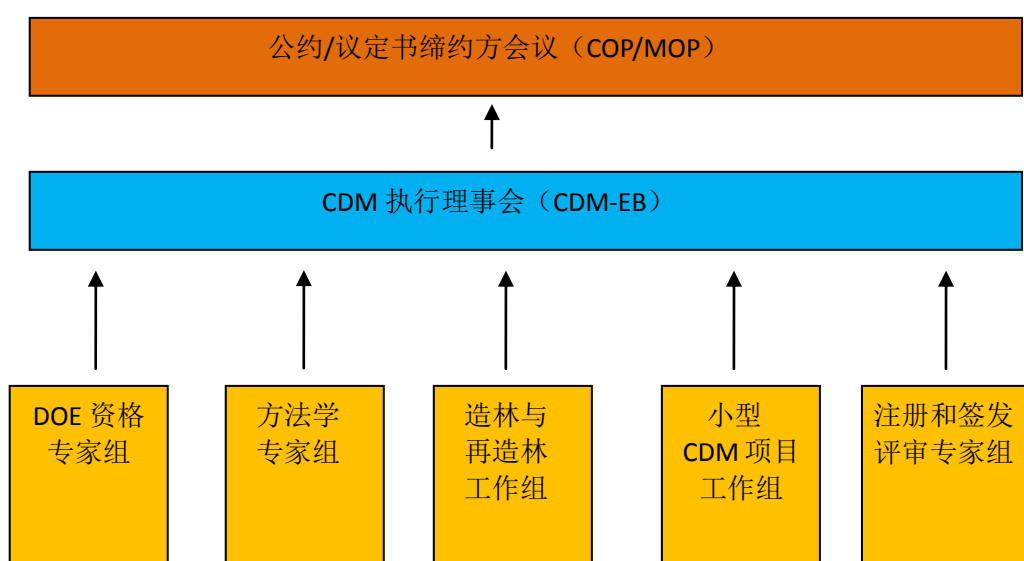 公约/议定书缔约方会议（COP/MOP）
CDM 执行理事会（CDM-EB）
DOE 资格
专家组
方法学
专家组
造林与
再造林
工作组
小型
CDM 项目
工作组
注册和签发
评审专家组